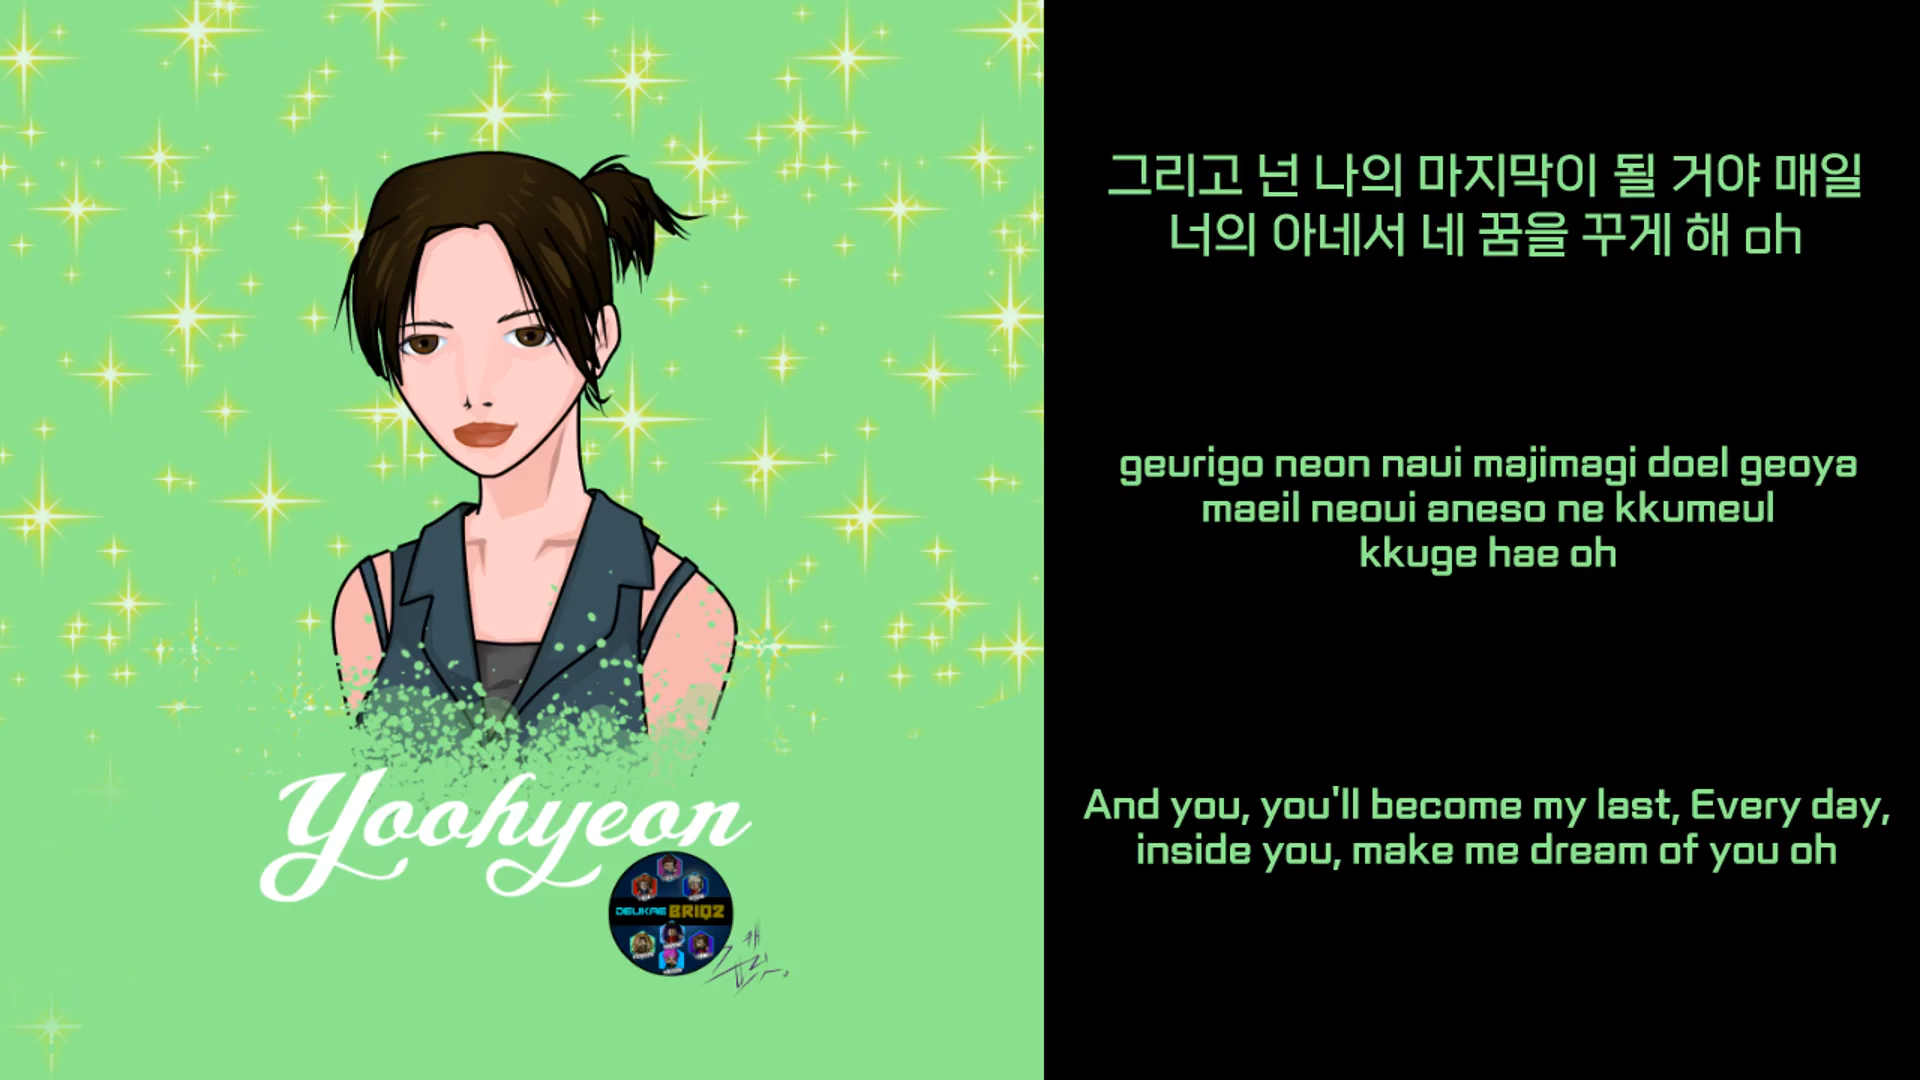 Yoohyeon
DEUKAE BRIQZ
그리고 넌 나의 마지막이 될 거야 매일
너의 아네서 네 꿈을 꾸게 해 oh
geurigo neon naui majimagi doel geoya
maeil neoui aneso ne kkumeul
kkuge hae oh
And you, you'll become my last, Every day,
inside you, make me dream of you oh